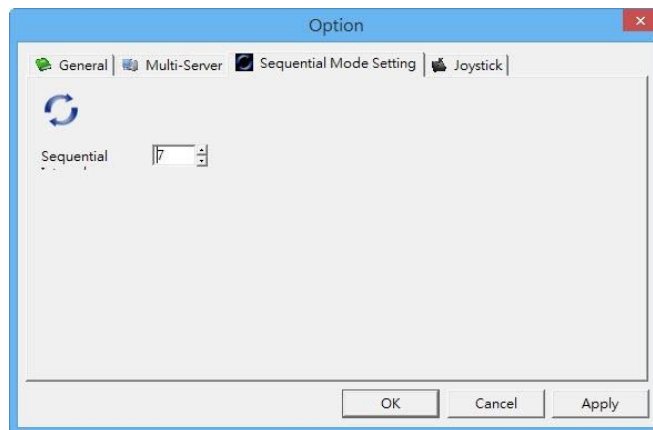 Option
General
Multi-Server
Sequential Mode Setting
Joystick
Sequential
7
OK
Cancel
Apply